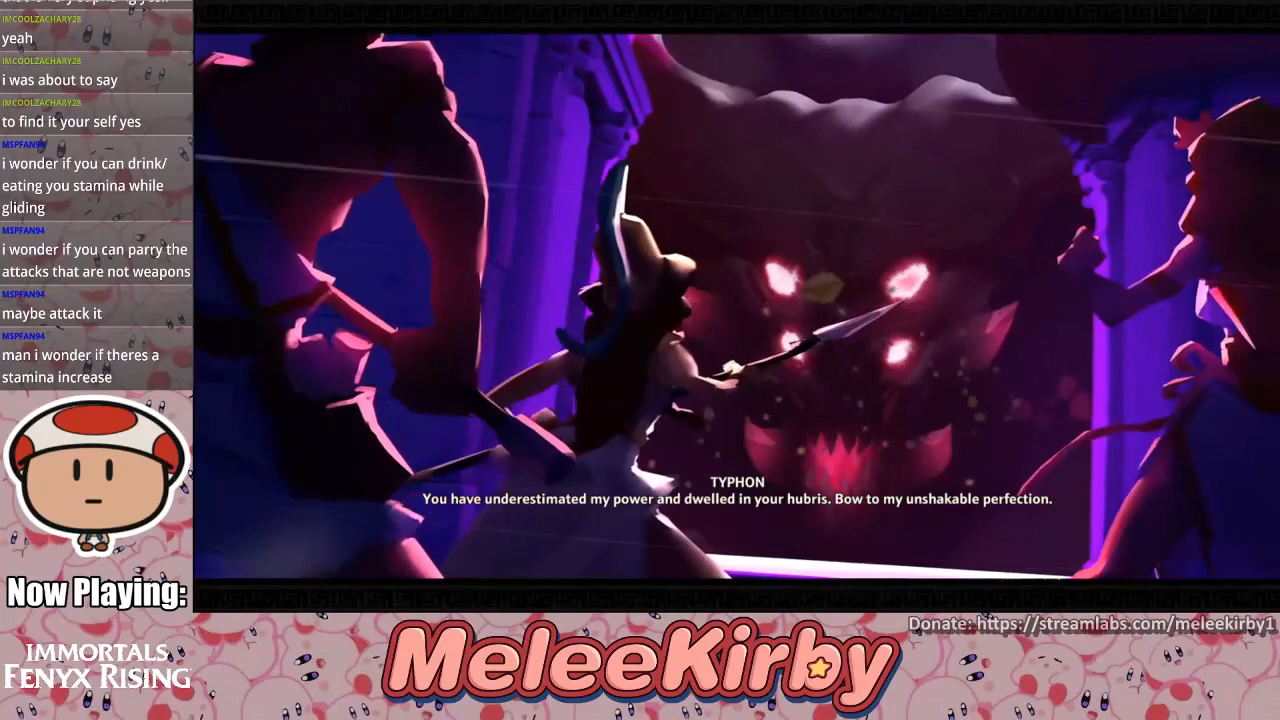 IMCOOLZACHARY28
yeah
IMCOOLZACHARY28
i was about to say
IMCOOLZACHARY28
to find it your self yes
MSPFAN94
i wonder if you can drink/
eating you stamina while
gliding
MSPFAN94
i wonder if you can parry the
attacks that are not weapons
MSPFAN94
maybe attack it
MSPFAN94
man i wonder if theres a
stamina increase
TYPHON
You have underestimated my power and dwelled in your hubris. Bow to my unshakable perfection.
Now Playing:
IMMORTALS
FENYX RISING
MeleeKirby
Donate: https://streamlabs.com/meleekirby1